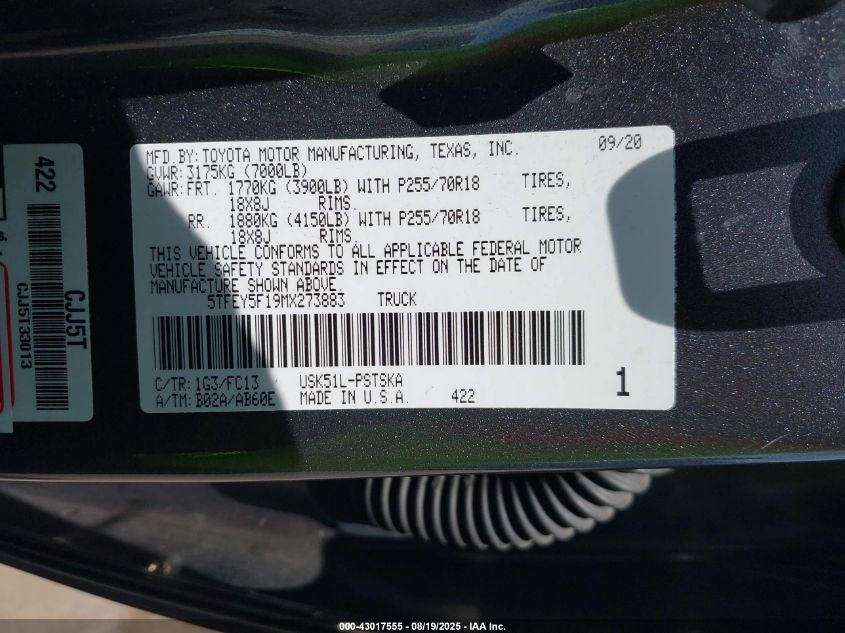 MFD.BY:TOYOTA MOTOR MANUFACTURING, TEXAS, INC. 09/20
GVWR:3175KG (7000LB)
GAWR:FRT. 1770KG (3900LB) WITH P255/70R18 TIRES,
18X8J RIMS.
RR. 1880KG (4150LB) WITH P255/70R18 TIRES,
18X8J RIMS.
THIS VEHICLE CONFORMS TO ALL APPLICABLE FEDERAL MOTOR
VEHICLE SAFETY STANDARDS IN EFFECT ON THE DATE OF
MANUFACTURE SHOWN ABOVE.
5TFEY5F19MX273883 TRUCK
C/TR:1G3/FC13 USK51L-PSTSKA
A/TM:B02A/AB60E MADE IN U.S.A. 422
1
422
CJJ5T
CJJ5T33013
000-43017555 - 08/19/2025 - IAA Inc.